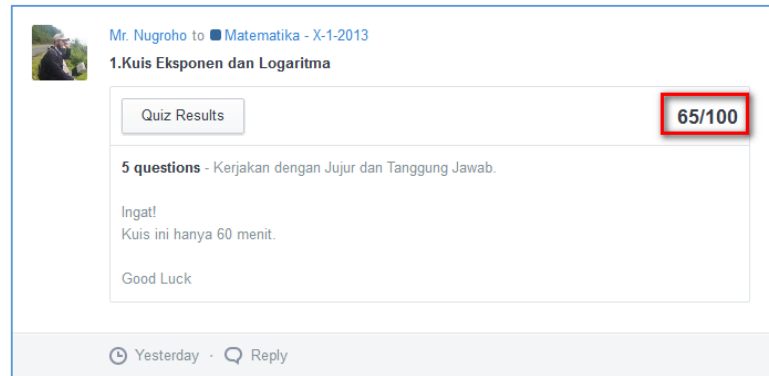 Mr. Nugroho to Matematika - X-1-2013
1.Kuis Eksponen dan Logaritma
Quiz Results
65/100
5 questions - Kerjakan dengan Jujur dan Tanggung Jawab.
Ingat!
Kuis ini hanya 60 menit.
Good Luck
Yesterday · Reply